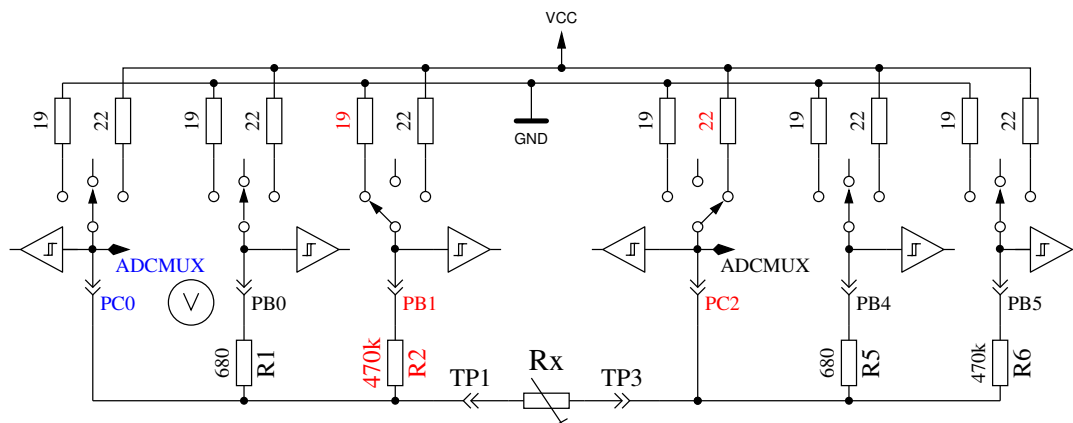 VCC
19
22
19
22
19
22
GND
19
22
19
22
19
22
ADCMUX
ADCMUX
PC0
V
PB0
PB1
PC2
PB4
PB5
680
R1
470k
R2
TP1
Rx
TP3
680
R5
470k
R6